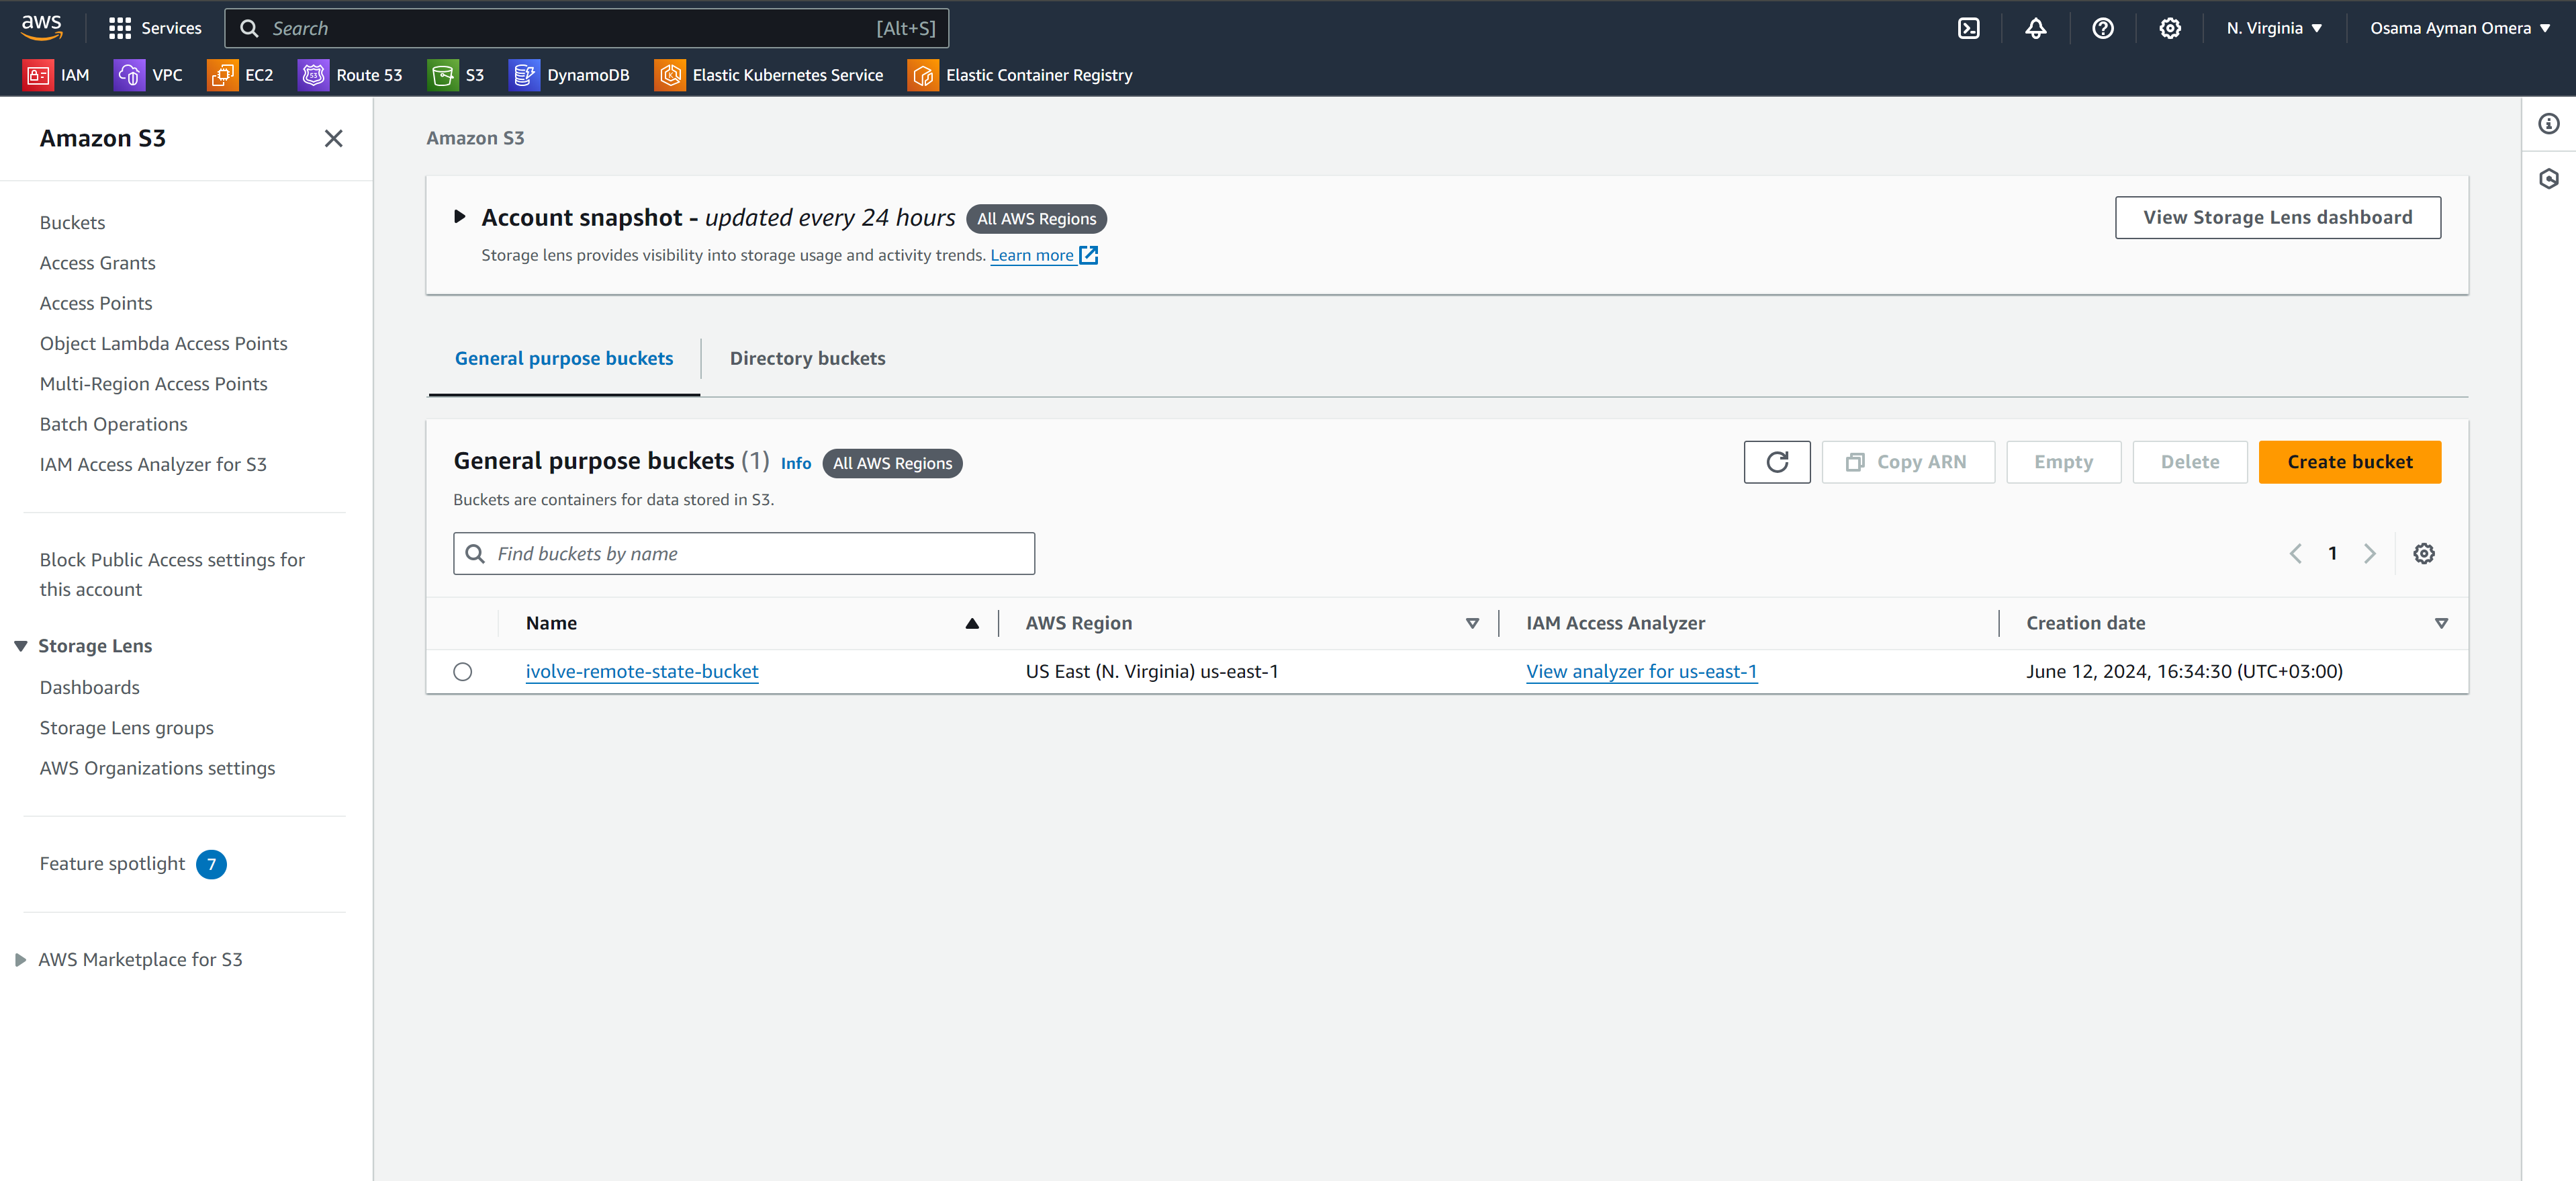 aws
Services
Search [Alt+S]
N. Virginia
Osama Ayman Omera
IAM VPC EC2 Route 53 S3 DynamoDB Elastic Kubernetes Service Elastic Container Registry
Amazon S3
Buckets
Access Grants
Access Points
Object Lambda Access Points
Multi-Region Access Points
Batch Operations
IAM Access Analyzer for S3
Block Public Access settings for
this account
Storage Lens
Dashboards
Storage Lens groups
AWS Organizations settings
Feature spotlight 7
AWS Marketplace for S3
Amazon S3
Account snapshot - updated every 24 hours All AWS Regions
View Storage Lens dashboard
Storage lens provides visibility into storage usage and activity trends. Learn more
General purpose buckets Directory buckets
General purpose buckets (1) Info All AWS Regions
Copy ARN Empty Delete Create bucket
Buckets are containers for data stored in S3.
Find buckets by name
1
Name AWS Region IAM Access Analyzer Creation date
ivolve-remote-state-bucket US East (N. Virginia) us-east-1 View analyzer for us-east-1 June 12, 2024, 16:34:30 (UTC+03:00)